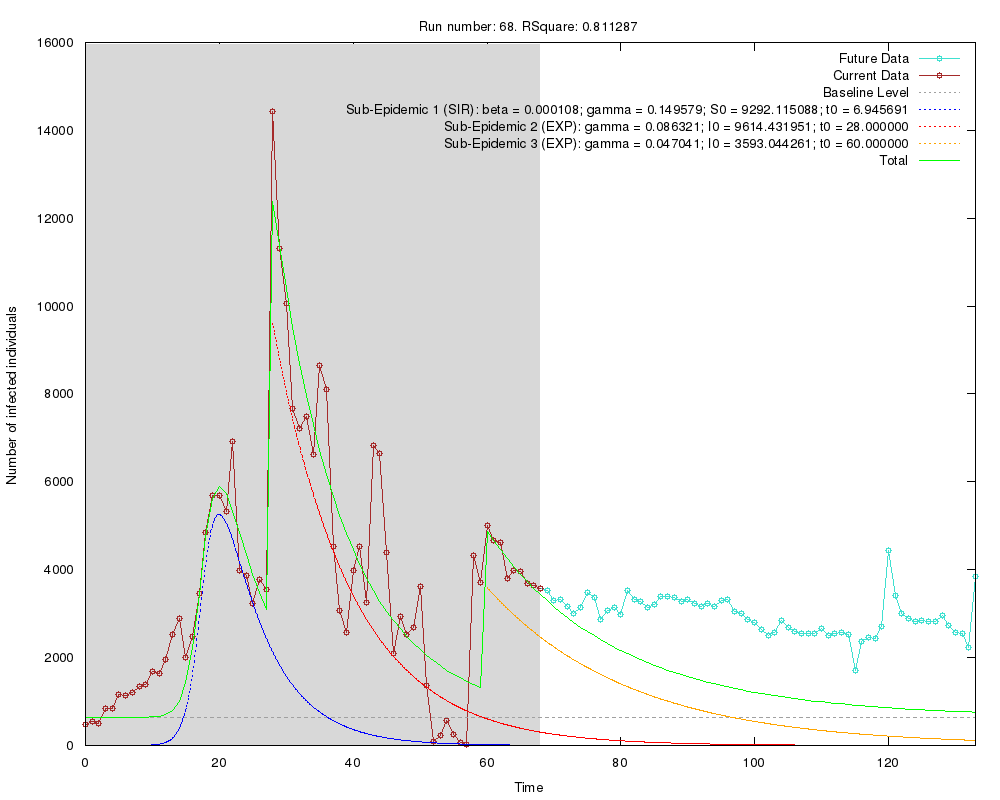 Run number: 68. RSquare: 0.811287
16000
14000
12000
10000
8000
6000
4000
2000
0
Number of infected individuals
Future Data
Current Data
Baseline Level
Sub-Epidemic 1 (SIR): beta = 0.000108; gamma = 0.149579; S0 = 9292.115088; t0 = 6.945691
Sub-Epidemic 2 (EXP): gamma = 0.086321; I0 = 9614.431951; t0 = 28.000000
Sub-Epidemic 3 (EXP): gamma = 0.047041; I0 = 3593.044261; t0 = 60.000000
Total
0 20 40 60 80 100 120
Time